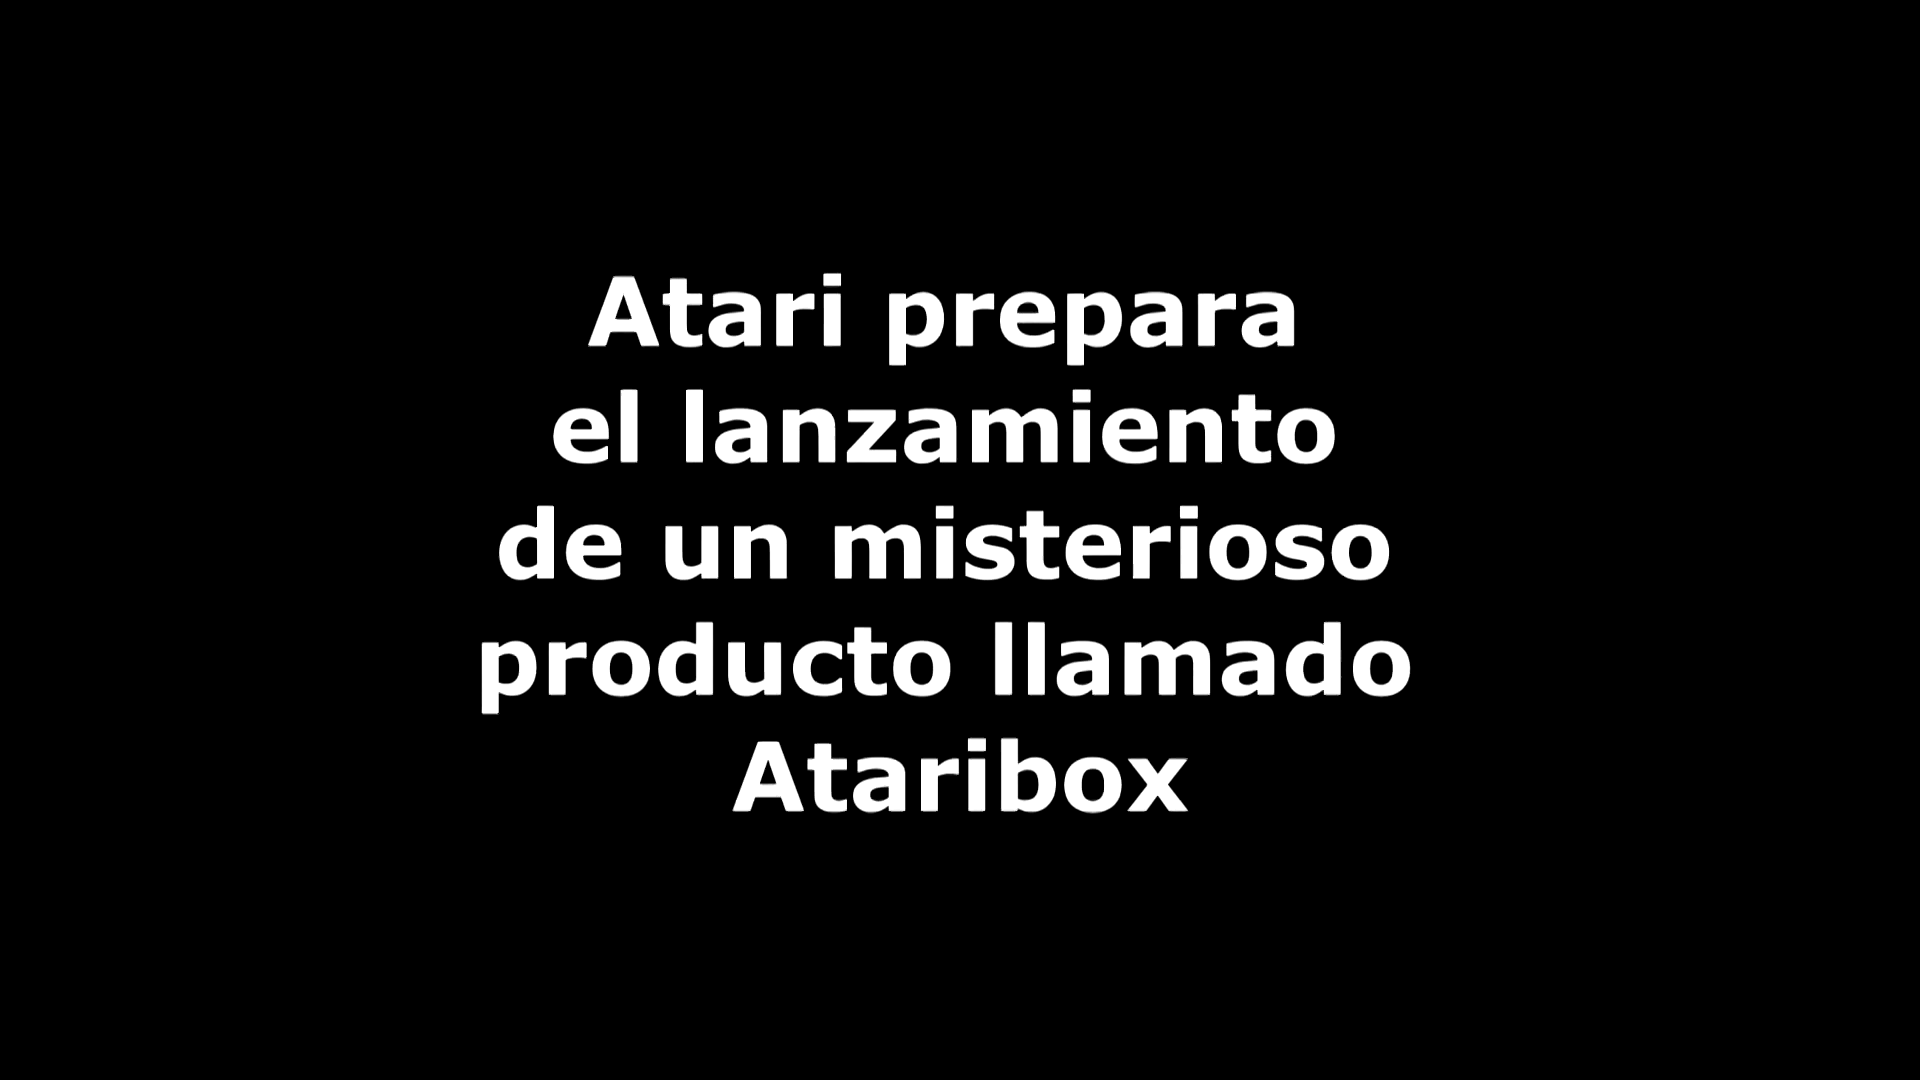 Atari prepara
el lanzamiento
de un misterioso
producto llamado
Ataribox